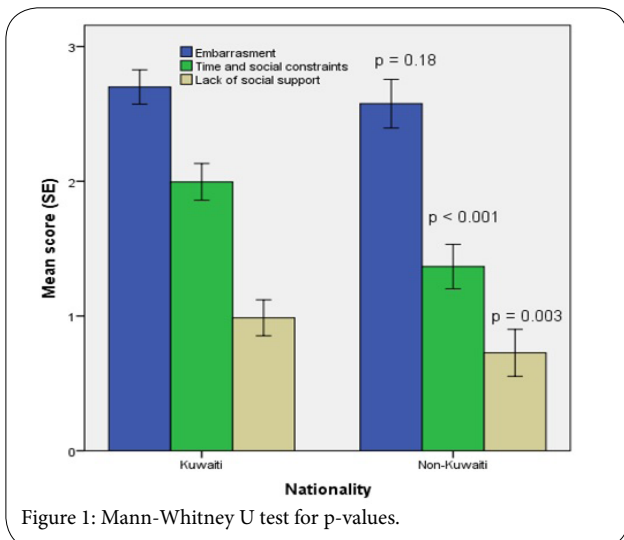 3
Embarrasment
Time and social constraints
Lack of social support
p = 0.18
2
p < 0.001
1
p = 0.003
0
Mean score (SE)
Kuwaiti
Non-Kuwaiti
Nationality
Figure 1: Mann-Whitney U test for p-values.